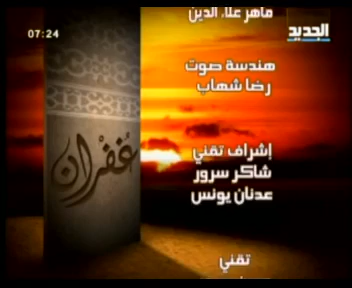 ماهر علاء الدين
الجديد
07:24
هندسة صوت
رضا شهاب
غفران
إشراف تقني
شاكر سرور
عدنان يونس
تقني